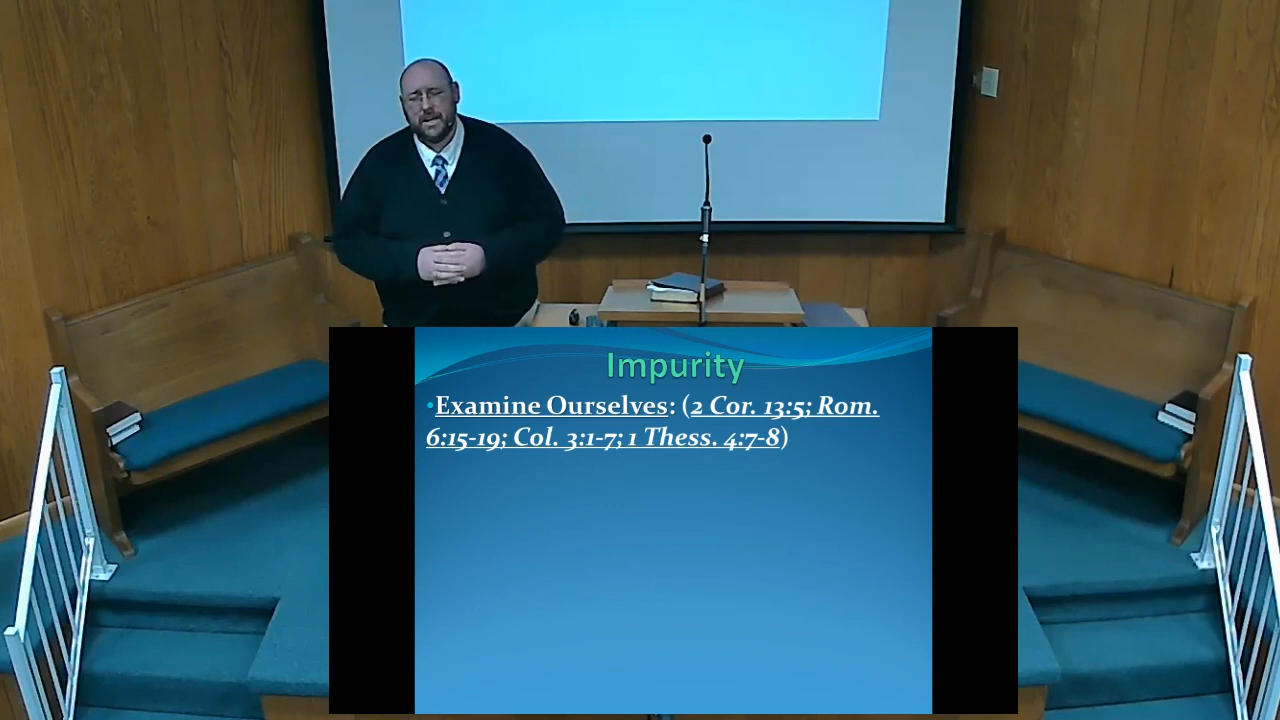 Impurity
•Examine Ourselves: (2 Cor. 13:5; Rom.
6:15-19; Col. 3:1-7; 1 Thess. 4:7-8)